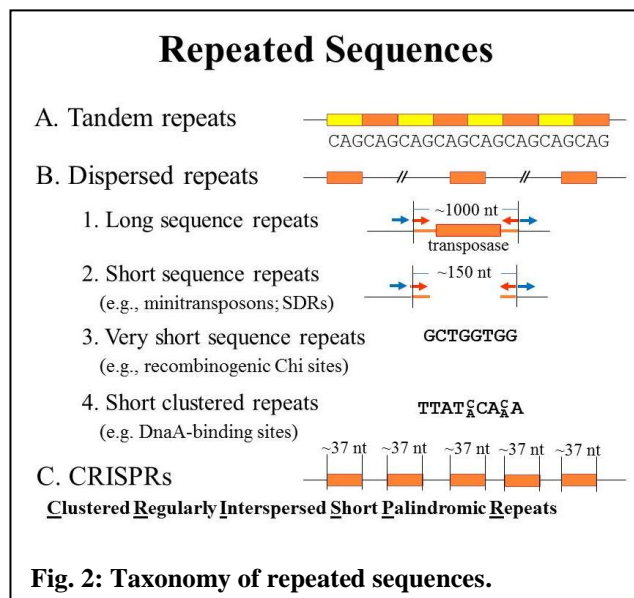 Repeated Sequences
A. Tandem repeats
CAGCAGCAGCAGCAGCAGCAGCAG
B. Dispersed repeats
1. Long sequence repeats
~1000 nt
transposase
2. Short sequence repeats
~150 nt
(e.g., minitransposons; SDRs)
3. Very short sequence repeats
GCTGGTGG
(e.g., recombinogenic Chi sites)
4. Short clustered repeats
TTATC/ACAC/AA
(e.g. DnaA-binding sites)
~37 nt ~37 nt ~37 nt ~37 nt ~37 nt
C. CRISPRs
Clustered Regularly Interspersed Short Palindromic Repeats
Fig. 2: Taxonomy of repeated sequences.